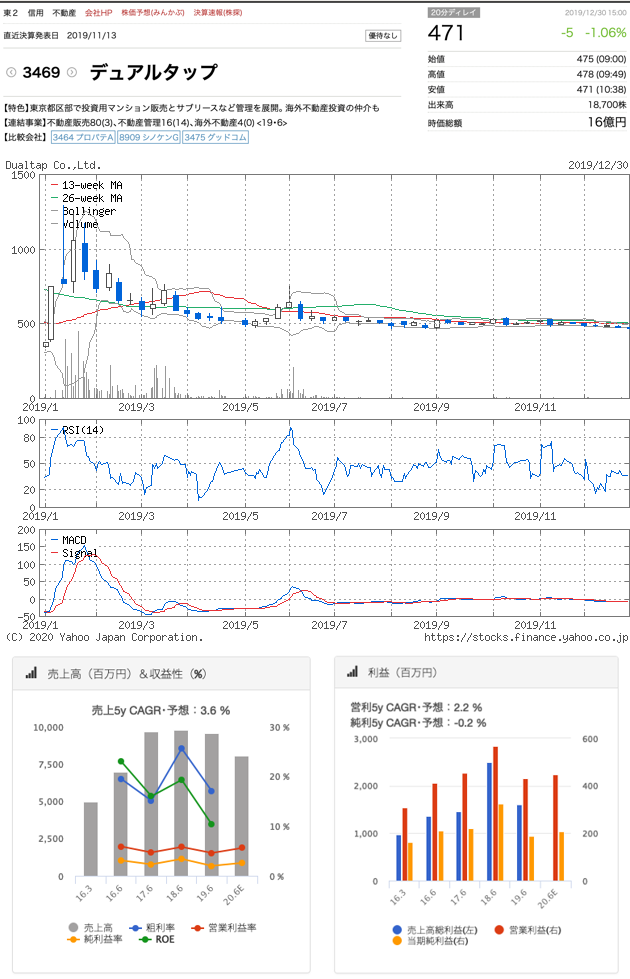 東２ 信用 不動産 会社HP 株価予想(みんかぶ) 決算速報(株探)
直近決算発表日 2019/11/13 優待なし
3469 デュアルタップ
20分ディレイ 2019/12/30 15:00
471 -5 -1.06%
始値 475 (09:00)
高値 478 (09:49)
安値 471 (10:38)
出来高 18,700株
時価総額 16億円
【特色】東京都区部で投資用マンション販売とサブリースなど管理を展開。海外不動産投資の仲介も
【連結事業】不動産販売80(3)、不動産管理16(14)、海外不動産4(0) <19・6>
【比較会社】 3464 プロパテA 8909 シノケンG 3475 グッドコム
Dualtap Co.,Ltd. 2019/12/30
1500
13-week MA
26-week MA
Bollinger
Volume
1000
500
0
2019/1 2019/3 2019/5 2019/7 2019/9 2019/11
100
RSI(14)
80
50
20
0
2019/1 2019/3 2019/5 2019/7 2019/9 2019/11
200
MACD
Signal
150
100
50
0
-50
2019/1 2019/3 2019/5 2019/7 2019/9 2019/11
(C) 2020 Yahoo Japan Corporation. https://stocks.finance.yahoo.co.jp
売上高（百万円）＆収益性（%）
売上5y CAGR・予想：3.6 %
10,000 30 %
7,500
20 %
5,000
10 %
2,500
0 0 %
16.3 16.6 17.6 18.6 19.6 20.6E
売上高 粗利率 営業利益率
純利益率 ROE
利益（百万円）
営利5y CAGR・予想：2.2 %
純利5y CAGR・予想：-0.2 %
3,000 600
2,000 400
1,000 200
0 0
16.3 16.6 17.6 18.6 19.6 20.6E
売上高総利益(左) 営業利益(右)
当期純利益(右)